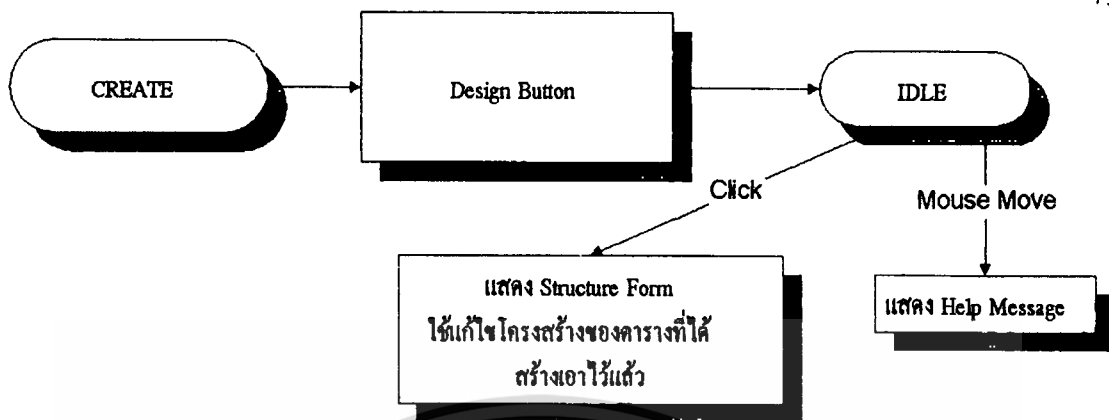 CREATE
Design Button
IDLE
Click
Mouse Move
แสดง Structure Form
ใช้แก้ไขโครงสร้างของตารางที่ได้
สร้างเอาไว้แล้ว
แสดง Help Message